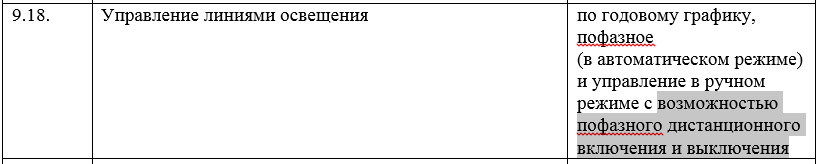 9.18. Управление линиями освещения по годовому графику,
пофазное
(в автоматическом режиме)
и управление в ручном
режиме с возможностью
пофазного дистанционного
включения и выключения